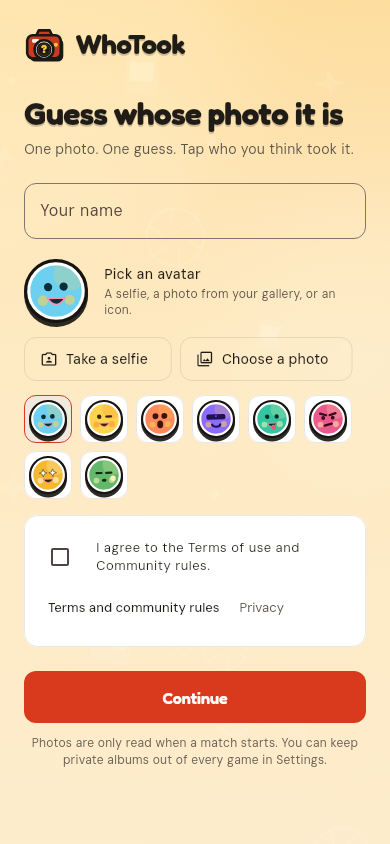 WhoTook
Guess whose photo it is
One photo. One guess. Tap who you think took it.
Your name
Pick an avatar
A selfie, a photo from your gallery, or an
icon.
Take a selfie
Choose a photo
I agree to the Terms of use and
Community rules.
Terms and community rules
Privacy
Continue
Photos are only read when a match starts. You can keep
private albums out of every game in Settings.